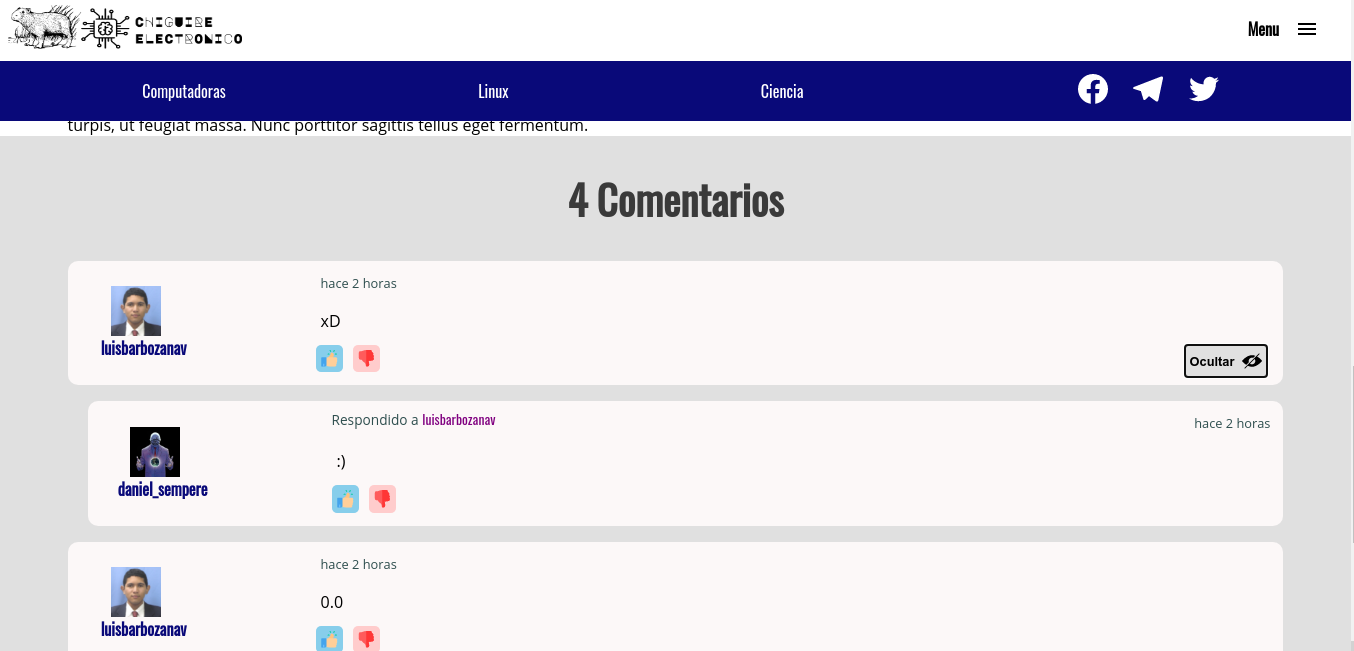 CHIGUIRE
ELECTRONICO
Menu
Computadoras
Linux
Ciencia
turpis, ut feugiat massa. Nunc porttitor sagittis tellus eget fermentum.
4 Comentarios
hace 2 horas
xD
luisbarbozanav
Ocultar
Respondido a luisbarbozanav
hace 2 horas
:)
daniel_sempere
hace 2 horas
0.0
luisbarbozanav